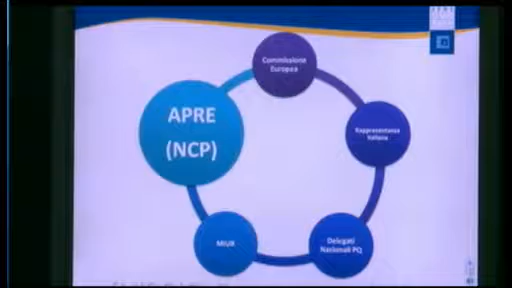 Commissione
Europea
APRE
(NCP)
Rappresentanza
Italiana
MIUR
Delegati
Nazionali PQ